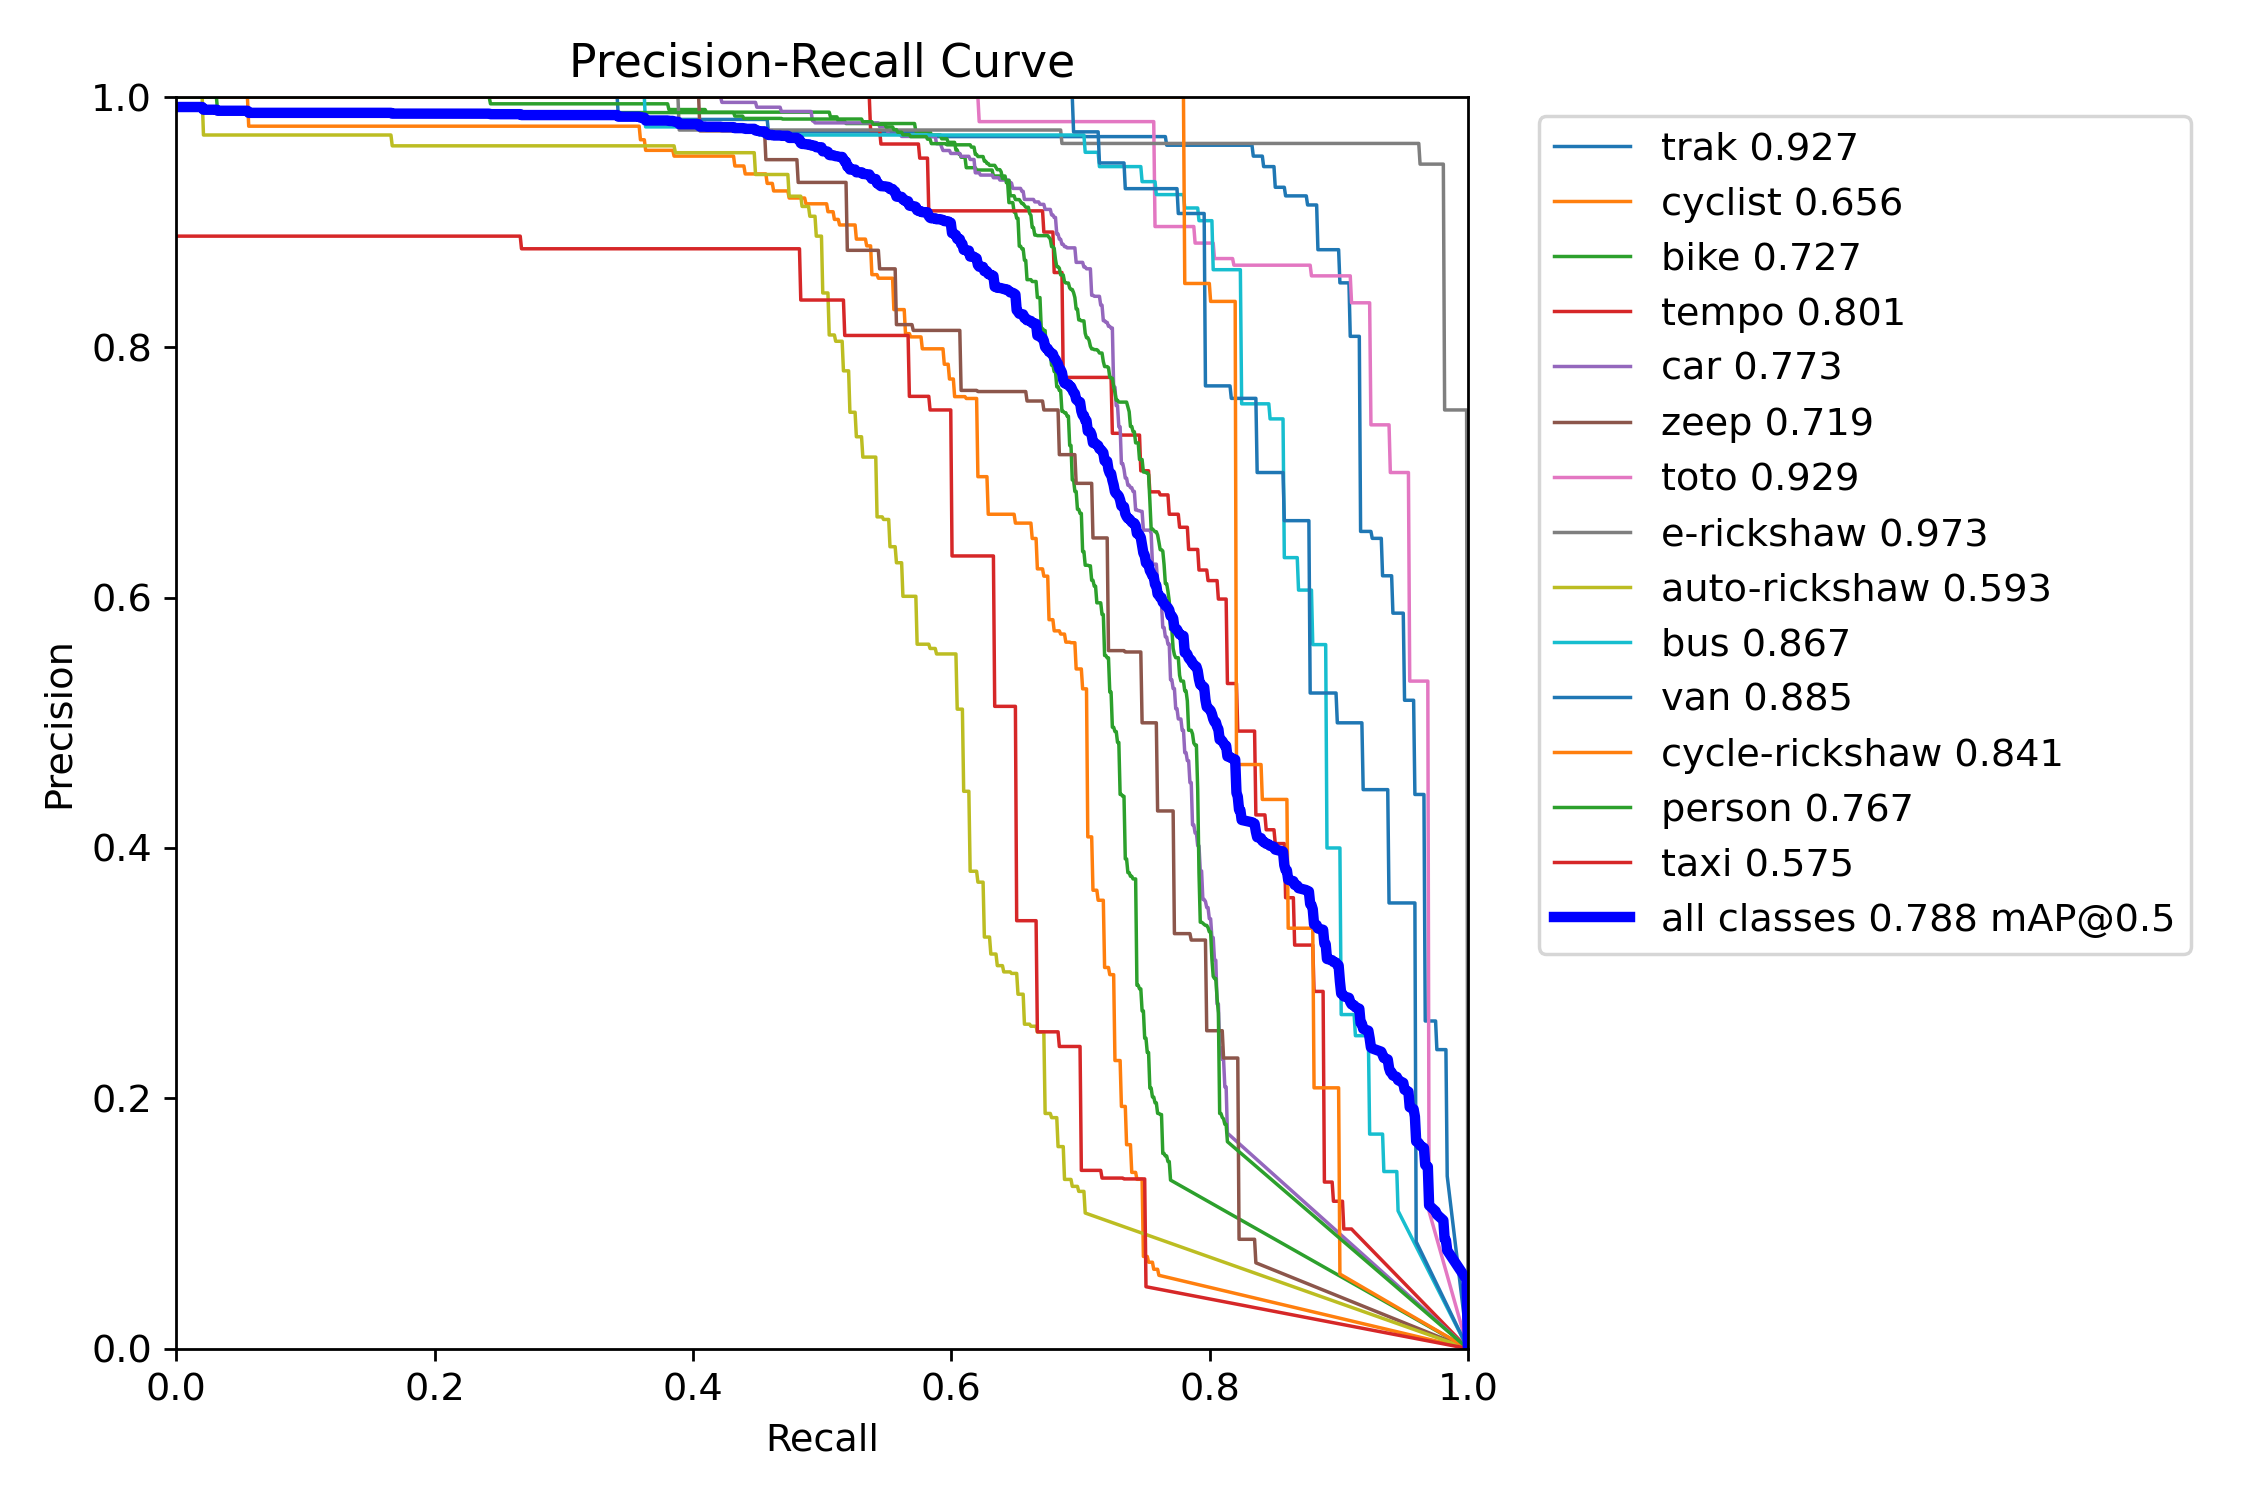 Precision-Recall Curve
1.0
0.8
0.6
0.4
0.2
0.0
Precision
0.0 0.2 0.4 0.6 0.8 1.0
Recall
trak 0.927
cyclist 0.656
bike 0.727
tempo 0.801
car 0.773
zeep 0.719
toto 0.929
e-rickshaw 0.973
auto-rickshaw 0.593
bus 0.867
van 0.885
cycle-rickshaw 0.841
person 0.767
taxi 0.575
all classes 0.788 mAP@0.5